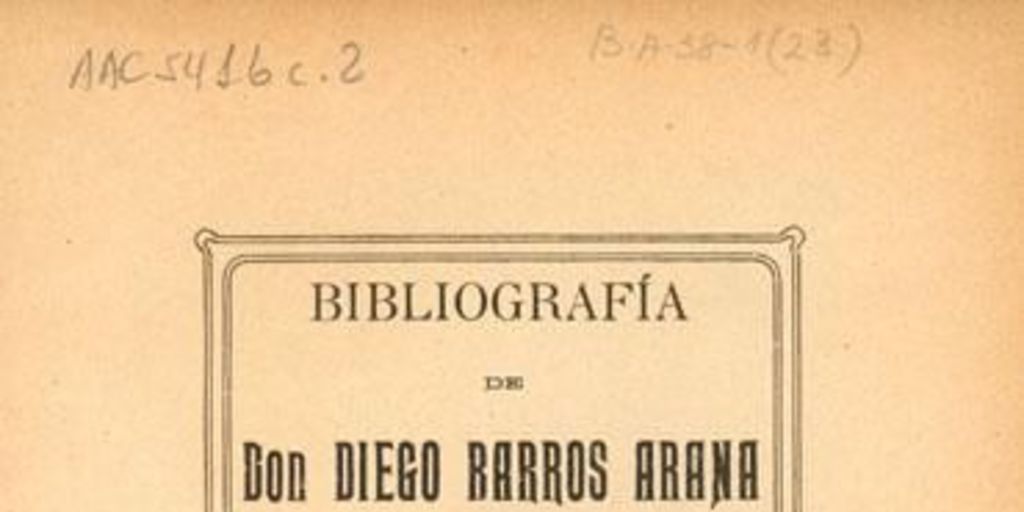 AAC5416 c.2
B.A-38-1(23)
BIBLIOGRAFÍA
DE
Don DIEGO BARROS ARANA